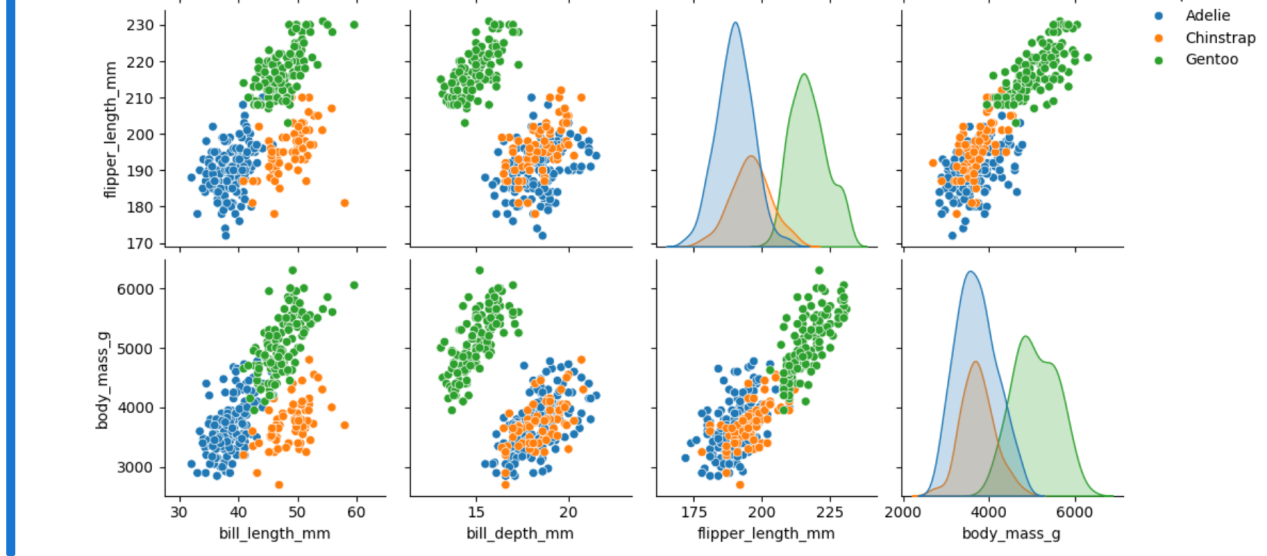 Adelie
Chinstrap
Gentoo
230
220
210
200
190
180
170
flipper_length_mm
6000
5000
4000
3000
body_mass_g
30 40 50 60
15 20
175 200 225
2000 4000 6000
bill_length_mm
bill_depth_mm
flipper_length_mm
body_mass_g